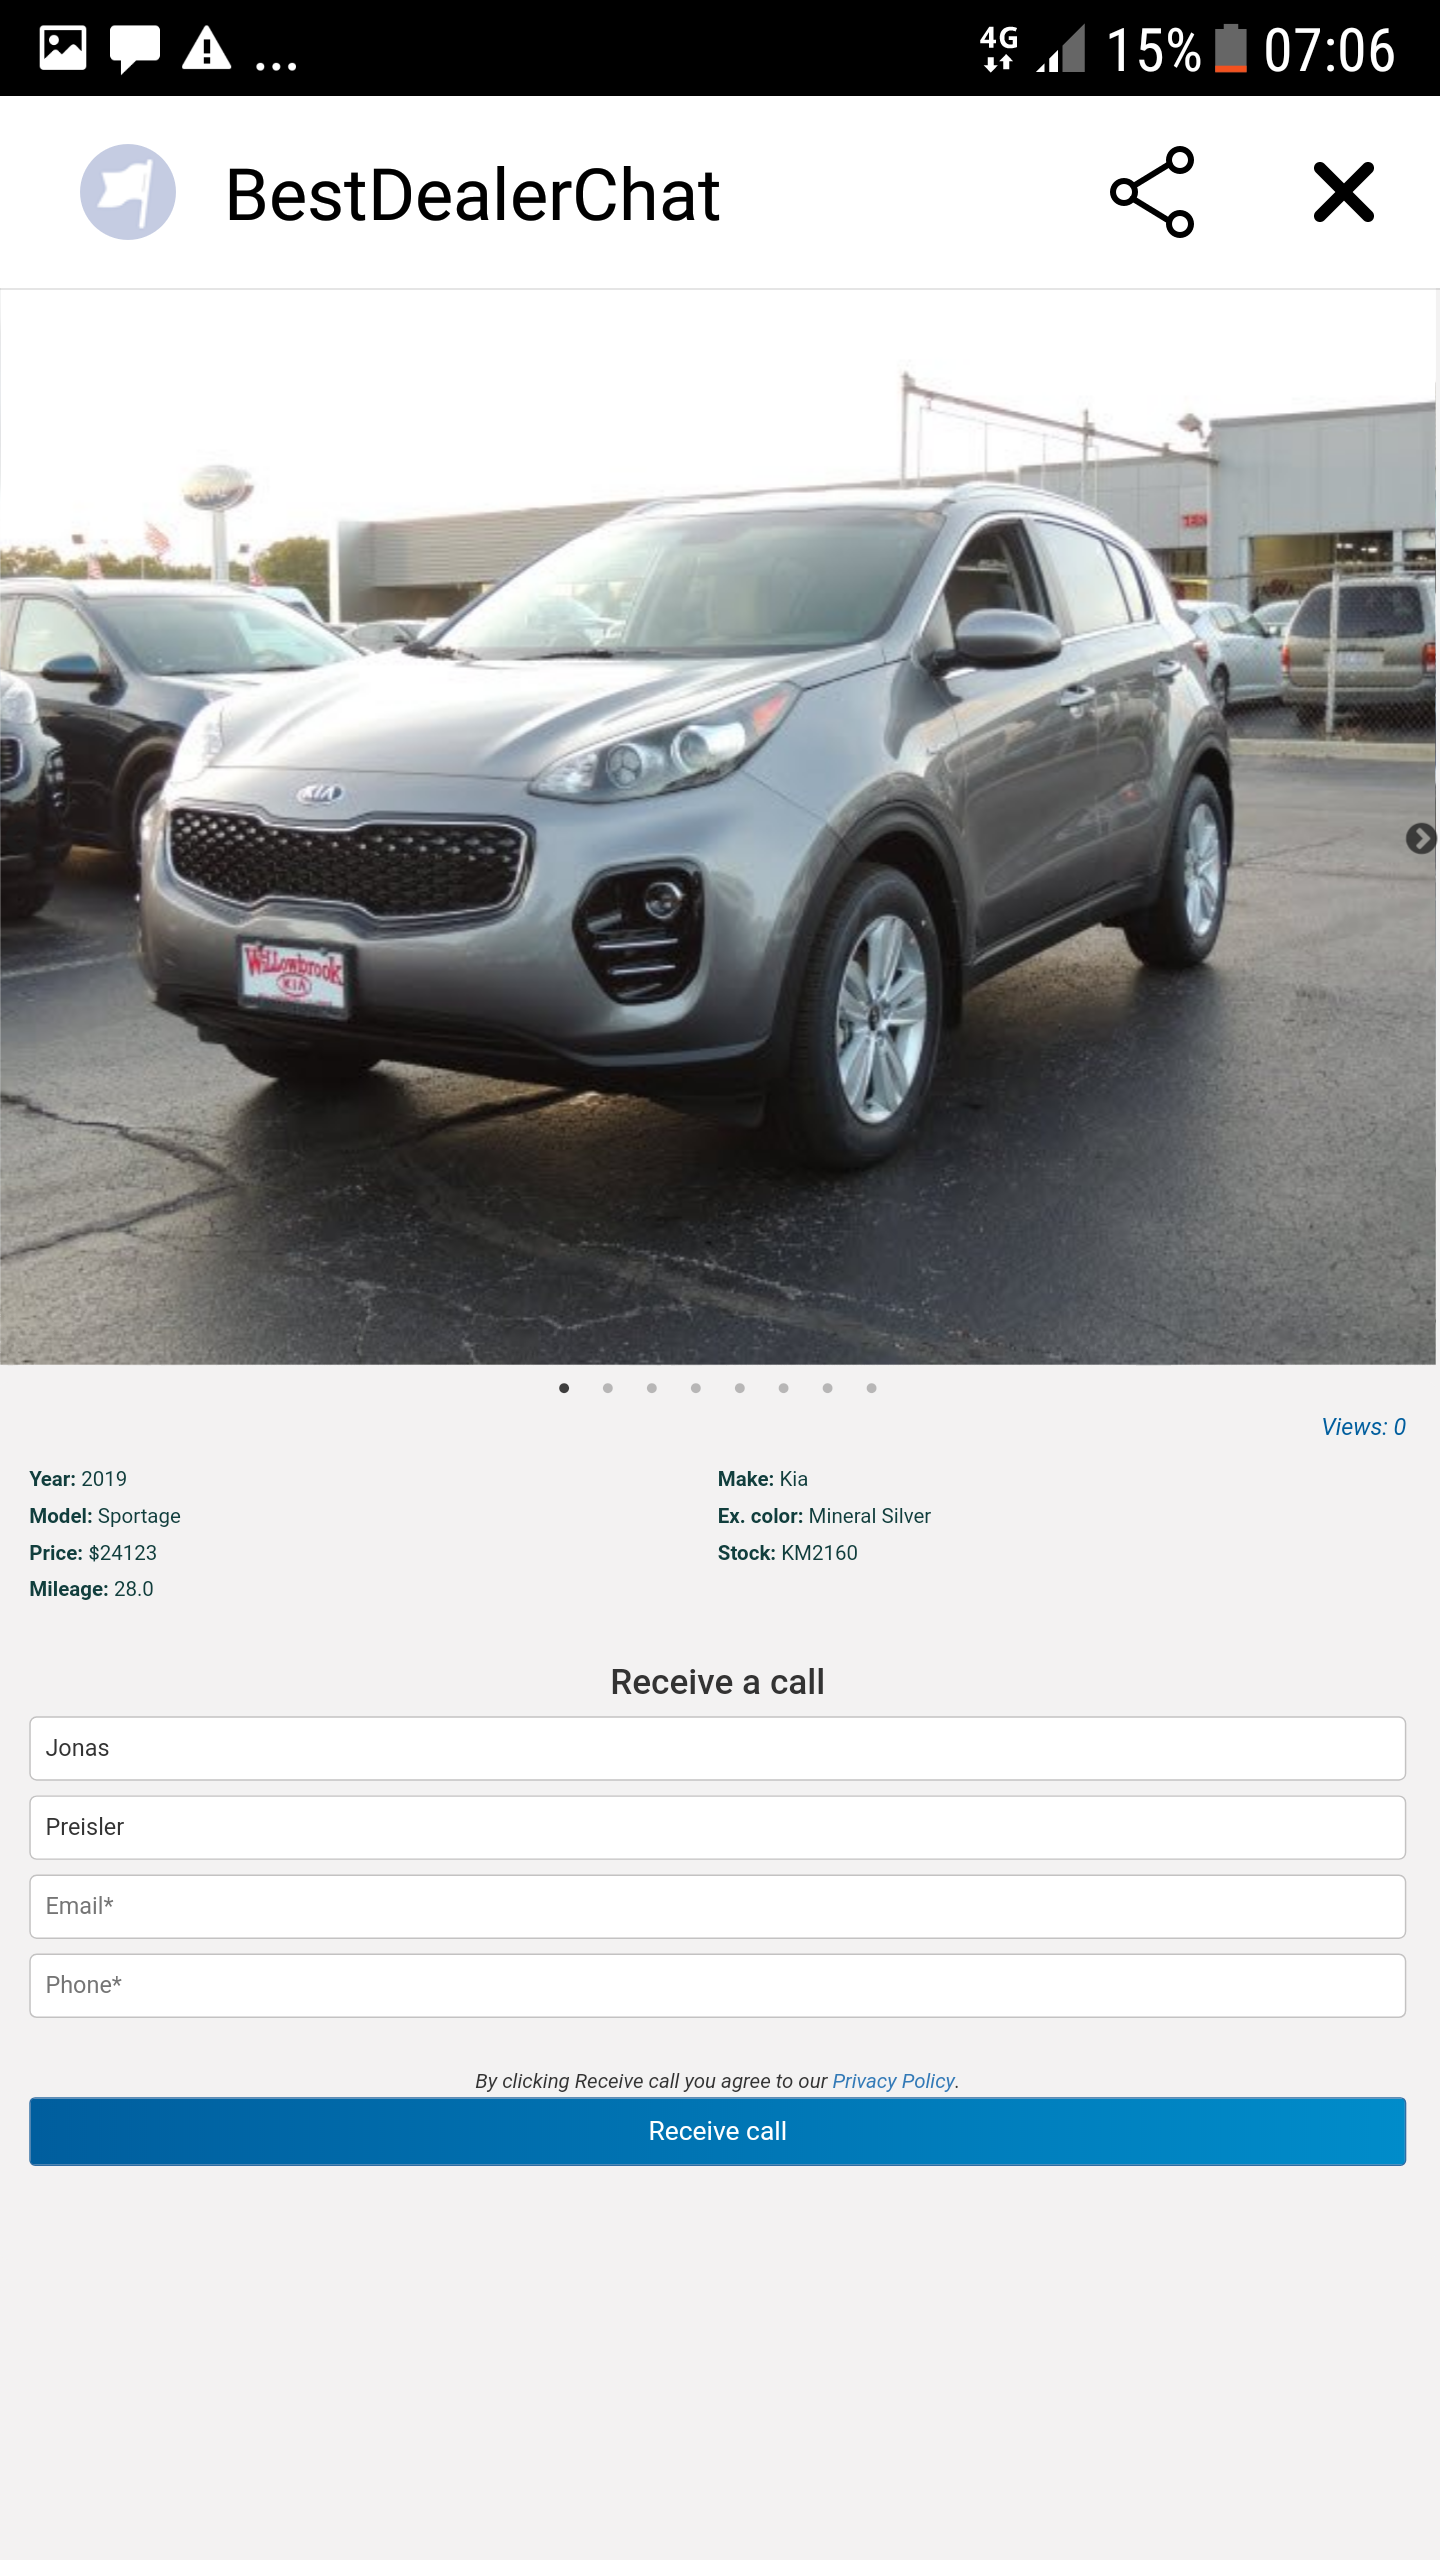 4G 15% 07:06
BestDealerChat
KIA
Willowbrook
KIA
Views: 0
Year: 2019
Make: Kia
Model: Sportage
Ex. color: Mineral Silver
Price: $24123
Stock: KM2160
Mileage: 28.0
Receive a call
Jonas
Preisler
Email*
Phone*
By clicking Receive call you agree to our Privacy Policy.
Receive call